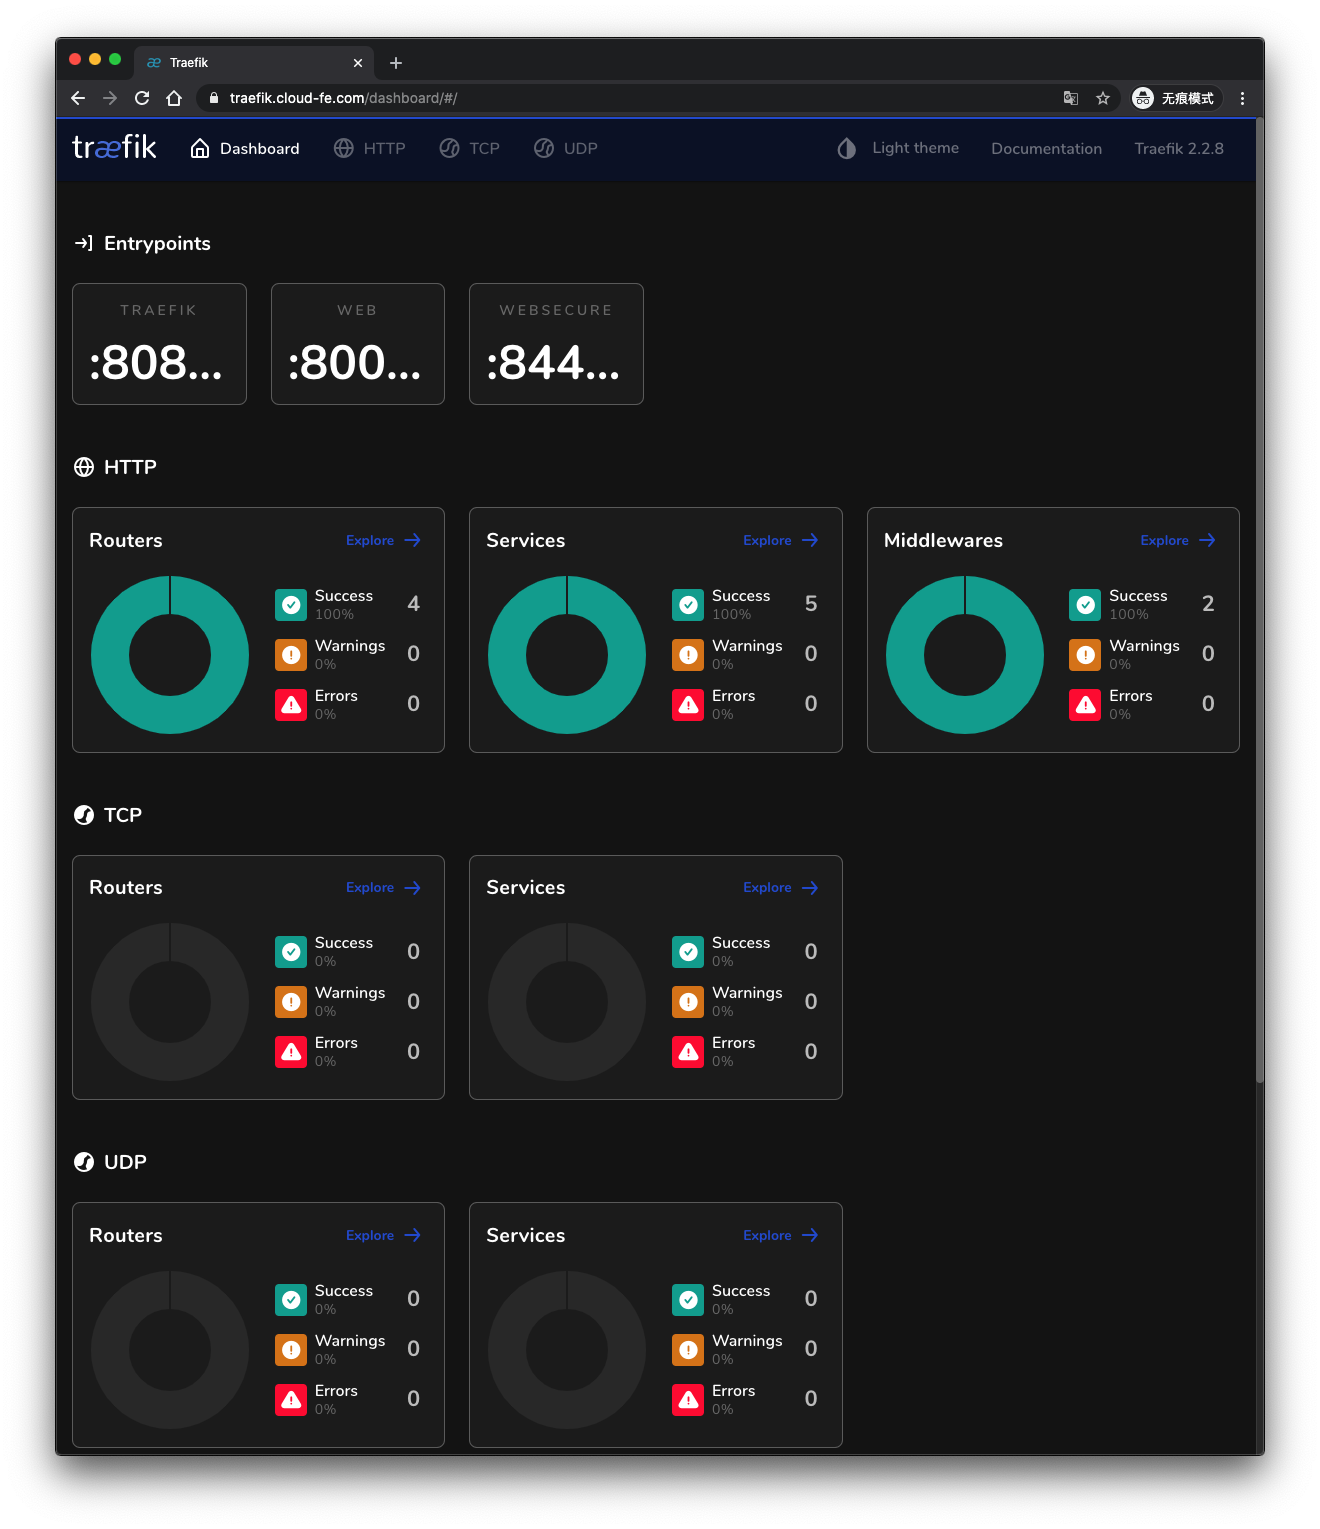 Traefik
traefik.cloud-fe.com/dashboard/#/
无痕模式
træfik Dashboard HTTP TCP UDP Light theme Documentation Traefik 2.2.8
Entrypoints
TRAEFIK
:808...
WEB
:800...
WEBSECURE
:844...
HTTP
Routers Explore
Success 4
100%
Warnings 0
0%
Errors 0
0%
Services Explore
Success 5
100%
Warnings 0
0%
Errors 0
0%
Middlewares Explore
Success 2
100%
Warnings 0
0%
Errors 0
0%
TCP
Routers Explore
Success 0
0%
Warnings 0
0%
Errors 0
0%
Services Explore
Success 0
0%
Warnings 0
0%
Errors 0
0%
UDP
Routers Explore
Success 0
0%
Warnings 0
0%
Errors 0
0%
Services Explore
Success 0
0%
Warnings 0
0%
Errors 0
0%